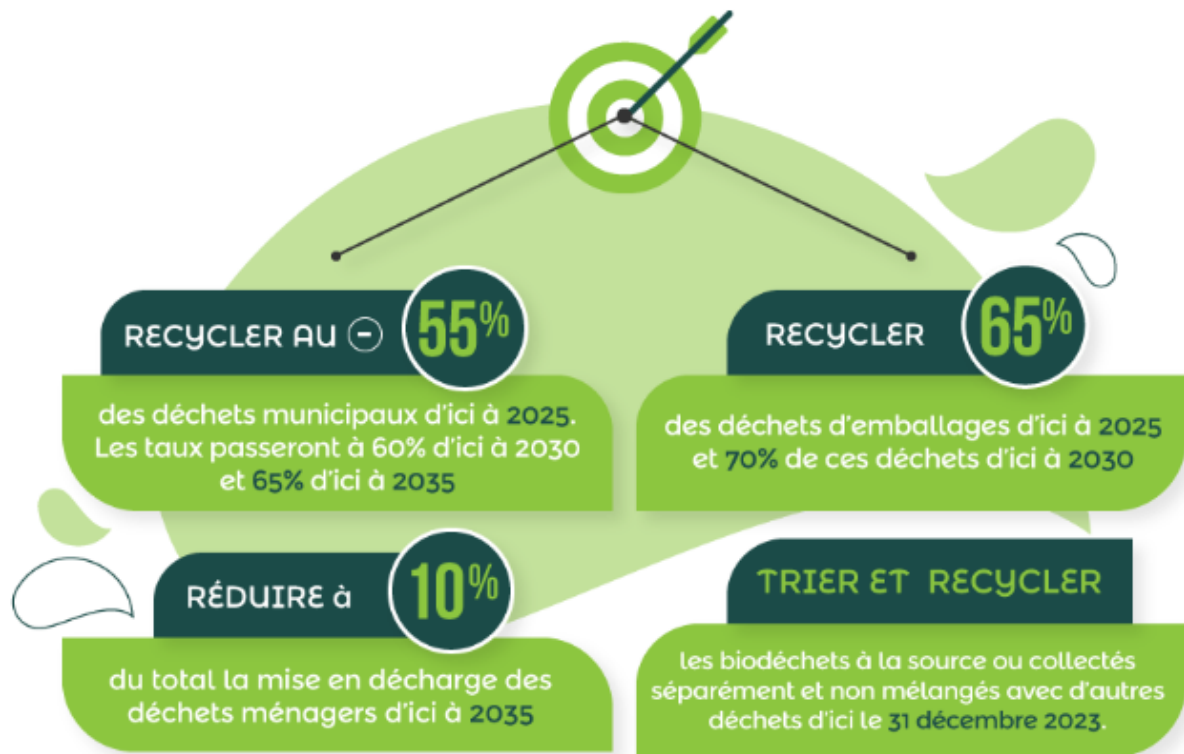 RECYCLER AU - 55%
des déchets municipaux d'ici à 2025.
Les taux passeront à 60% d'ici à 2030
et 65% d'ici à 2035
RECYCLER 65%
des déchets d'emballages d'ici à 2025
et 70% de ces déchets d'ici à 2030
RÉDUIRE à 10%
du total la mise en décharge des
déchets ménagers d'ici à 2035
TRIER ET RECYCLER
les biodéchets à la source ou collectés
séparément et non mélangés avec d'autres
déchets d'ici le 31 décembre 2023.